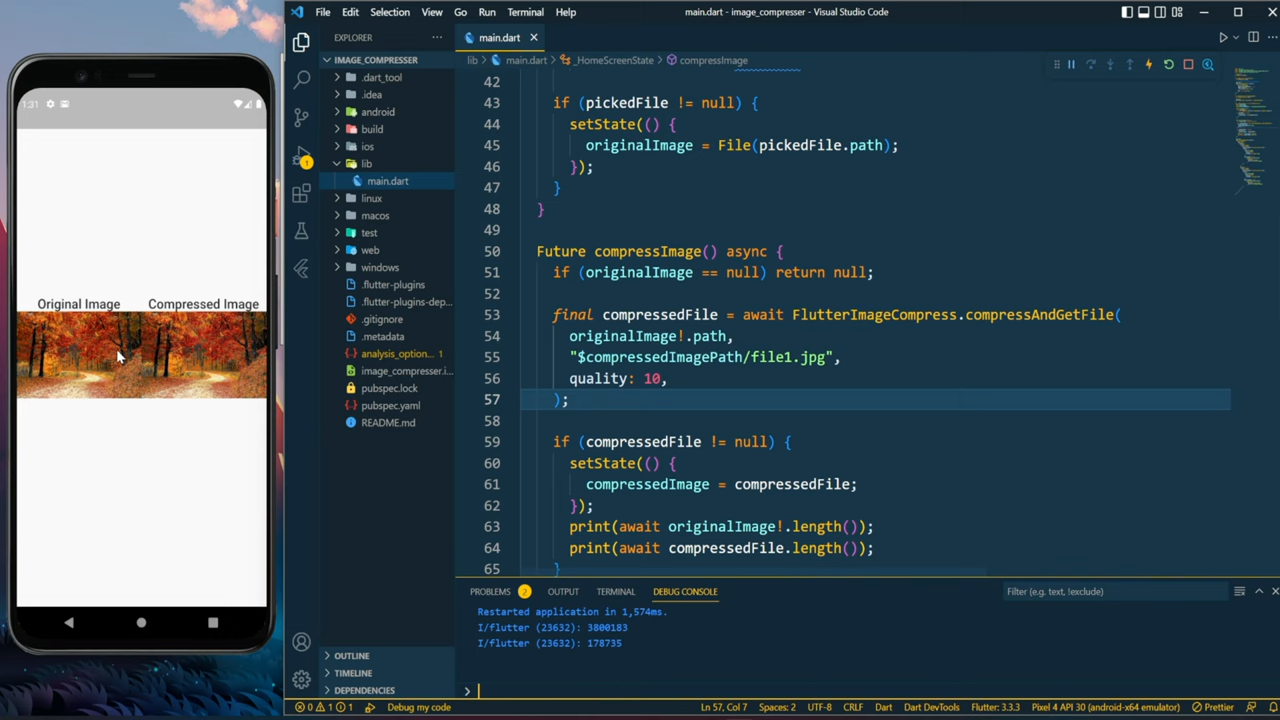 File Edit Selection View Go Run Terminal Help
main.dart - image_compresser - Visual Studio Code
1:31
Original Image
Compressed Image
EXPLORER
IMAGE_COMPRESSER
.dart_tool
.idea
android
build
ios
lib
main.dart
linux
macos
test
web
windows
.flutter-plugins
.flutter-plugins-dep...
.gitignore
.metadata
analysis_option... 1
image_compresser.i...
pubspec.lock
pubspec.yaml
README.md
OUTLINE
TIMELINE
DEPENDENCIES
main.dart
lib > main.dart > _HomeScreenState > compressImage
42
43 if (pickedFile != null) {
44 setState(() {
45 originalImage = File(pickedFile.path);
46 });
47 }
48 }
49
50 Future compressImage() async {
51 if (originalImage == null) return null;
52
53 final compressedFile = await FlutterImageCompress.compressAndGetFile(
54 originalImage!.path,
55 "$compressedImagePath/file1.jpg",
56 quality: 10,
57 );
58
59 if (compressedFile != null) {
60 setState(() {
61 compressedImage = compressedFile;
62 });
63 print(await originalImage!.length());
64 print(await compressedFile.length());
65 }
PROBLEMS 2 OUTPUT TERMINAL DEBUG CONSOLE
Filter (e.g. text, !exclude)
Restarted application in 1,574ms.
I/flutter (23632): 3800183
I/flutter (23632): 178735
>
0 1 1 Debug my code
Ln 57, Col 7 Spaces: 2 UTF-8 CRLF Dart Dart DevTools Flutter: 3.3.3 Pixel 4 API 30 (android-x64 emulator) Prettier